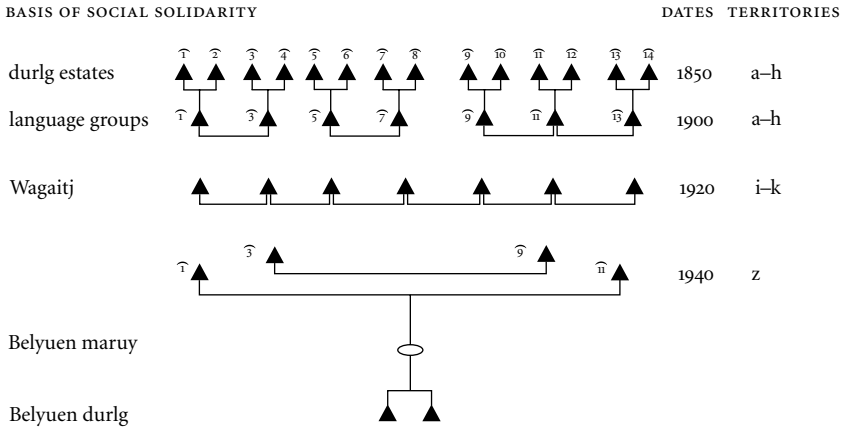 BASIS OF SOCIAL SOLIDARITY DATES TERRITORIES
1 2 3 4 5 6 7 8 9 10 11 12 13 14
durlg estates 1850 a–h
language groups 1 3 5 7 9 11 13 1900 a–h
Wagaitj 1920 i–k
3 9
1 11 1940 z
Belyuen maruy
Belyuen durlg